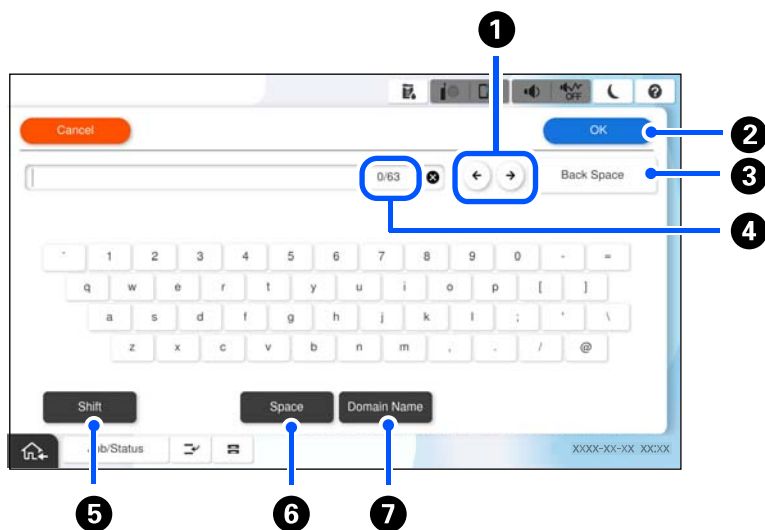 1
OFF
Cancel
OK
2
0/63
Back Space
3
4
` 1 2 3 4 5 6 7 8 9 0 - =
q w e r t y u i o p [ ]
a s d f g h j k l ; ' \
z x c v b n m , . / @
Shift
Space
Domain Name
/Status
XXXX-XX-XX XX:XX
5
6
7